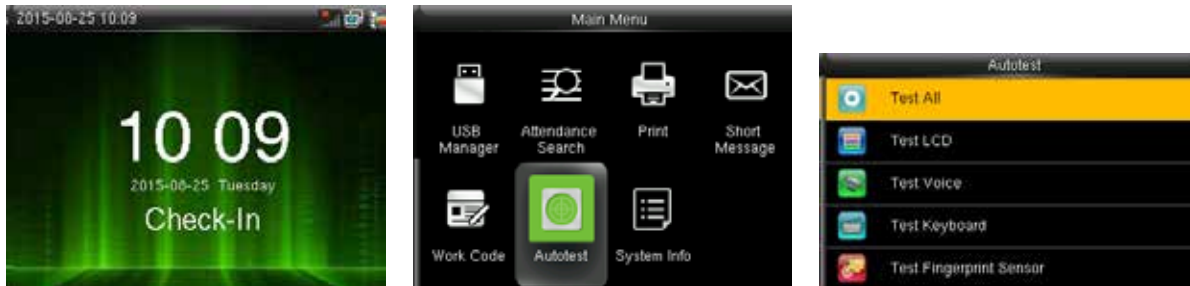 2015-08-25 10:09
10 09
2015-08-25 Tuesday
Check-In
Main Menu
USB
Manager
Attendance
Search
Print
Short
Message
Work Code
Autotest
System Info
Autotest
Test All
Test LCD
Test Voice
Test Keyboard
Test Fingerprint Sensor